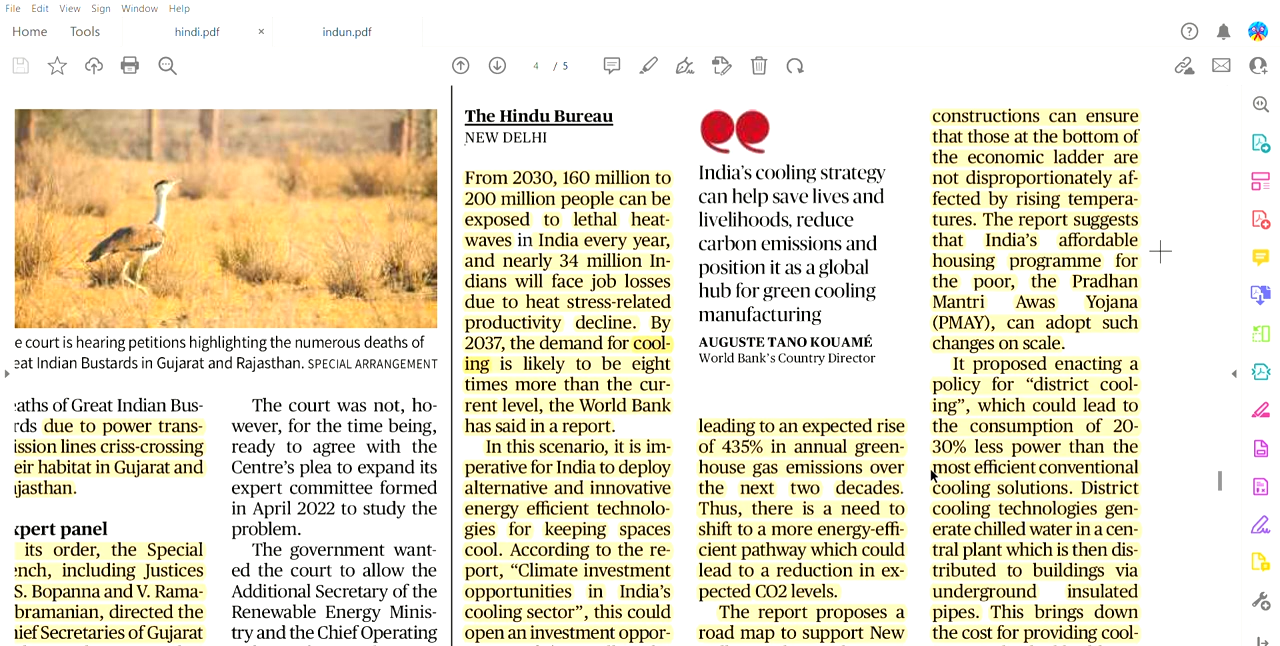 File Edit View Sign Window Help
Home Tools hindi.pdf × indun.pdf
4 / 5
e court is hearing petitions highlighting the numerous deaths of
eat Indian Bustards in Gujarat and Rajasthan. SPECIAL ARRANGEMENT
eaths of Great Indian Bus-
rds due to power trans-
ission lines criss-crossing
eir habitat in Gujarat and
ajasthan.
xpert panel
its order, the Special
ench, including Justices
S. Bopanna and V. Rama-
bramanian, directed the
hief Secretaries of Gujarat
The court was not, ho-
wever, for the time being,
ready to agree with the
Centre's plea to expand its
expert committee formed
in April 2022 to study the
problem.
The government want-
ed the court to allow the
Additional Secretary of the
Renewable Energy Minis-
try and the Chief Operating
The Hindu Bureau
NEW DELHI
From 2030, 160 million to
200 million people can be
exposed to lethal heat-
waves in India every year,
and nearly 34 million In-
dians will face job losses
due to heat stress-related
productivity decline. By
2037, the demand for cool-
ing is likely to be eight
times more than the cur-
rent level, the World Bank
has said in a report.
In this scenario, it is im-
perative for India to deploy
alternative and innovative
energy efficient technolo-
gies for keeping spaces
cool. According to the re-
port, “Climate investment
opportunities in India's
cooling sector”, this could
open an investment oppor-
India's cooling strategy
can help save lives and
livelihoods, reduce
carbon emissions and
position it as a global
hub for green cooling
manufacturing
AUGUSTE TANO KOUAMÉ
World Bank's Country Director
leading to an expected rise
of 435% in annual green-
house gas emissions over
the next two decades.
Thus, there is a need to
shift to a more energy-effi-
cient pathway which could
lead to a reduction in ex-
pected CO2 levels.
The report proposes a
road map to support New
constructions can ensure
that those at the bottom of
the economic ladder are
not disproportionately af-
fected by rising tempera-
tures. The report suggests
that India's affordable
housing programme for
the poor, the Pradhan
Mantri Awas Yojana
(PMAY), can adopt such
changes on scale.
It proposed enacting a
policy for “district cool-
ing”, which could lead to
the consumption of 20-
30% less power than the
most efficient conventional
cooling solutions. District
cooling technologies gen-
erate chilled water in a cen-
tral plant which is then dis-
tributed to buildings via
underground insulated
pipes. This brings down
the cost for providing cool-